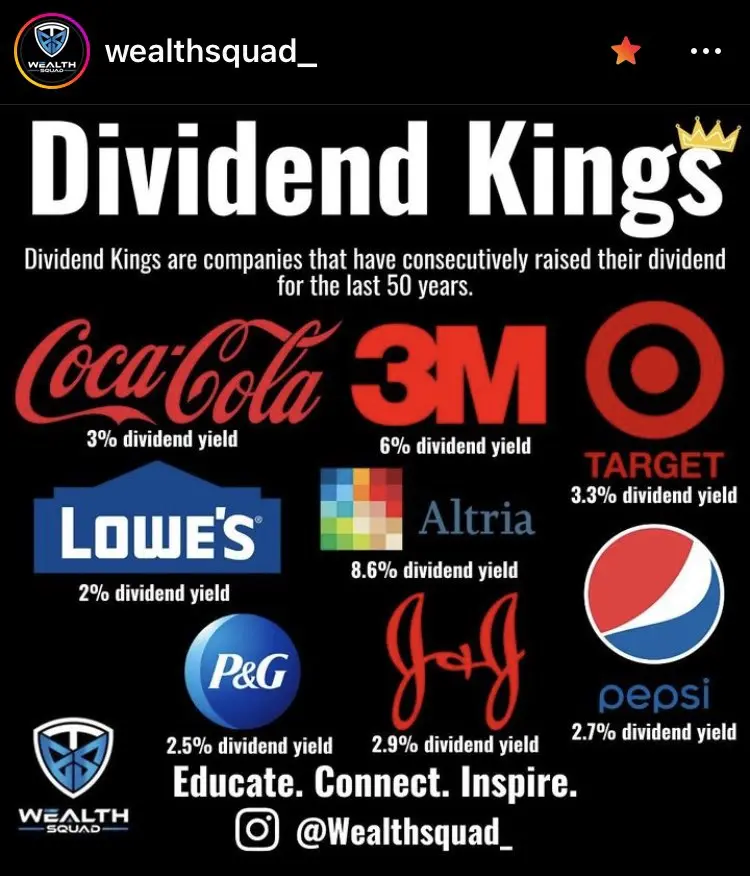 WEALTH
SQUAD
wealthsquad_
Dividend Kings
Dividend Kings are companies that have consecutively raised their dividend
for the last 50 years.
Coca-Cola
3% dividend yield
3M
6% dividend yield
TARGET
3.3% dividend yield
LOWE'S®
2% dividend yield
Altria
8.6% dividend yield
pepsi
2.7% dividend yield
P&G
2.5% dividend yield
J&J
2.9% dividend yield
WEALTH
SQUAD
Educate. Connect. Inspire.
@Wealthsquad_